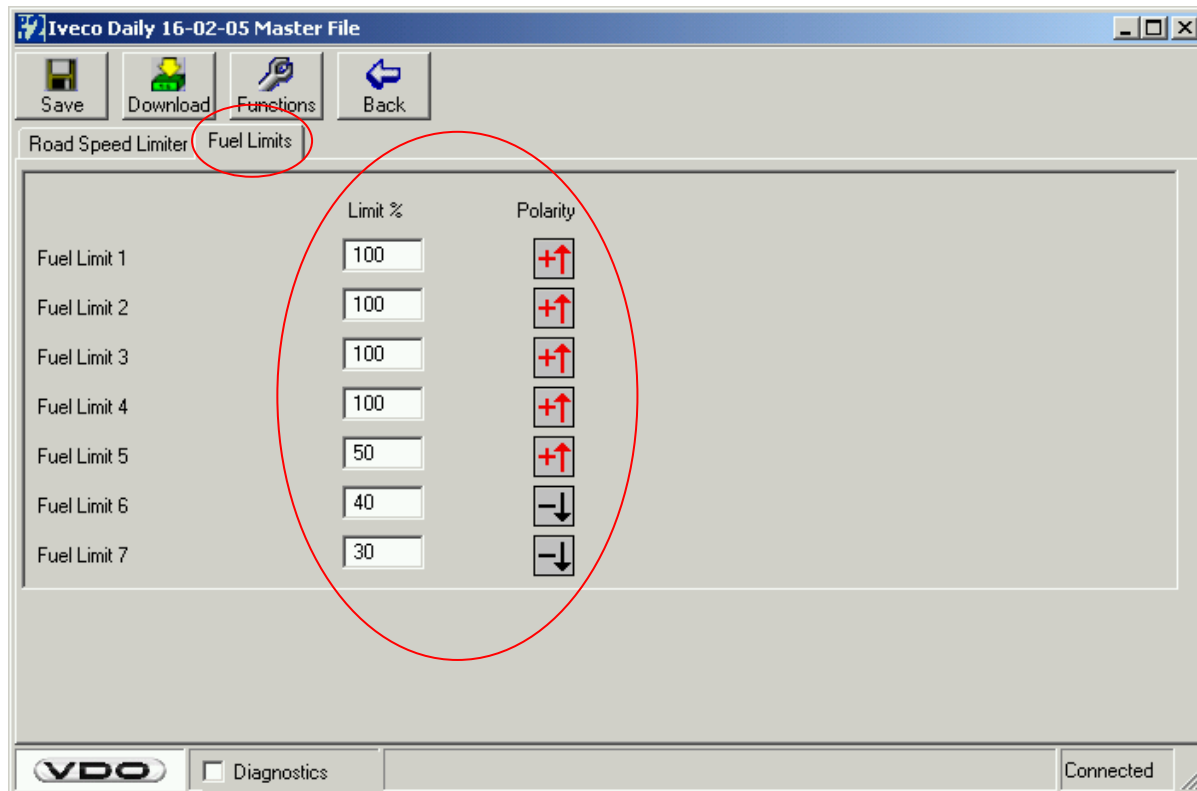 Iveco Daily 16-02-05 Master File
Save Download Functions Back
Road Speed Limiter Fuel Limits
Limit % Polarity
Fuel Limit 1 100 +↑
Fuel Limit 2 100 +↑
Fuel Limit 3 100 +↑
Fuel Limit 4 100 +↑
Fuel Limit 5 50 +↑
Fuel Limit 6 40 -↓
Fuel Limit 7 30 -↓
VDO Diagnostics Connected